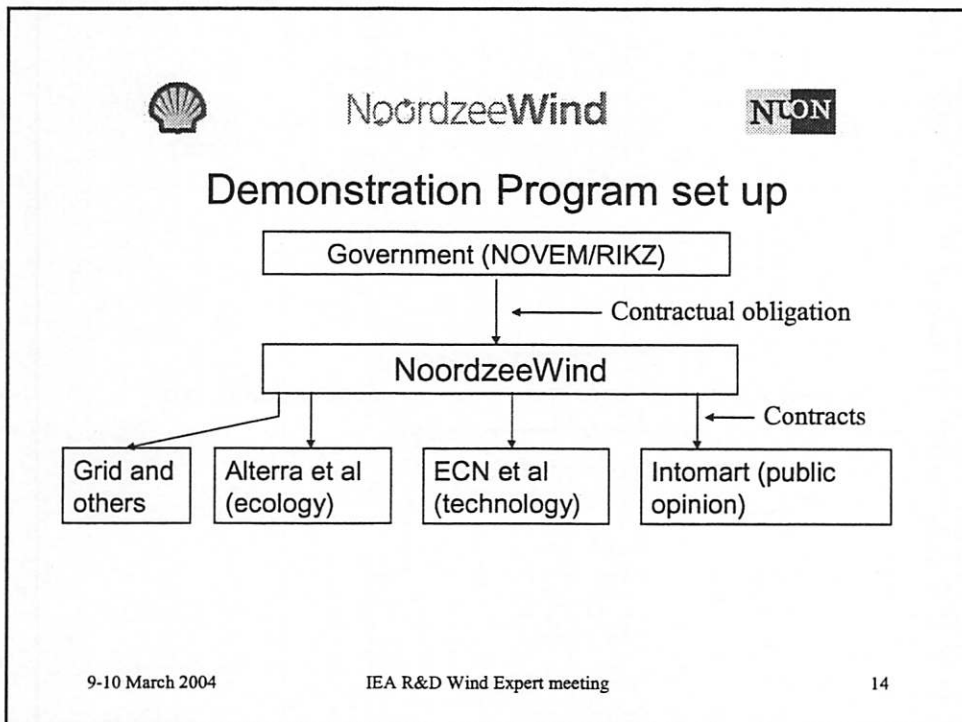 NoordzeeWind
NUON
Demonstration Program set up
Government (NOVEM/RIKZ)
Contractual obligation
NoordzeeWind
Contracts
Grid and
others
Alterra et al
(ecology)
ECN et al
(technology)
Intomart (public
opinion)
9-10 March 2004
IEA R&D Wind Expert meeting
14